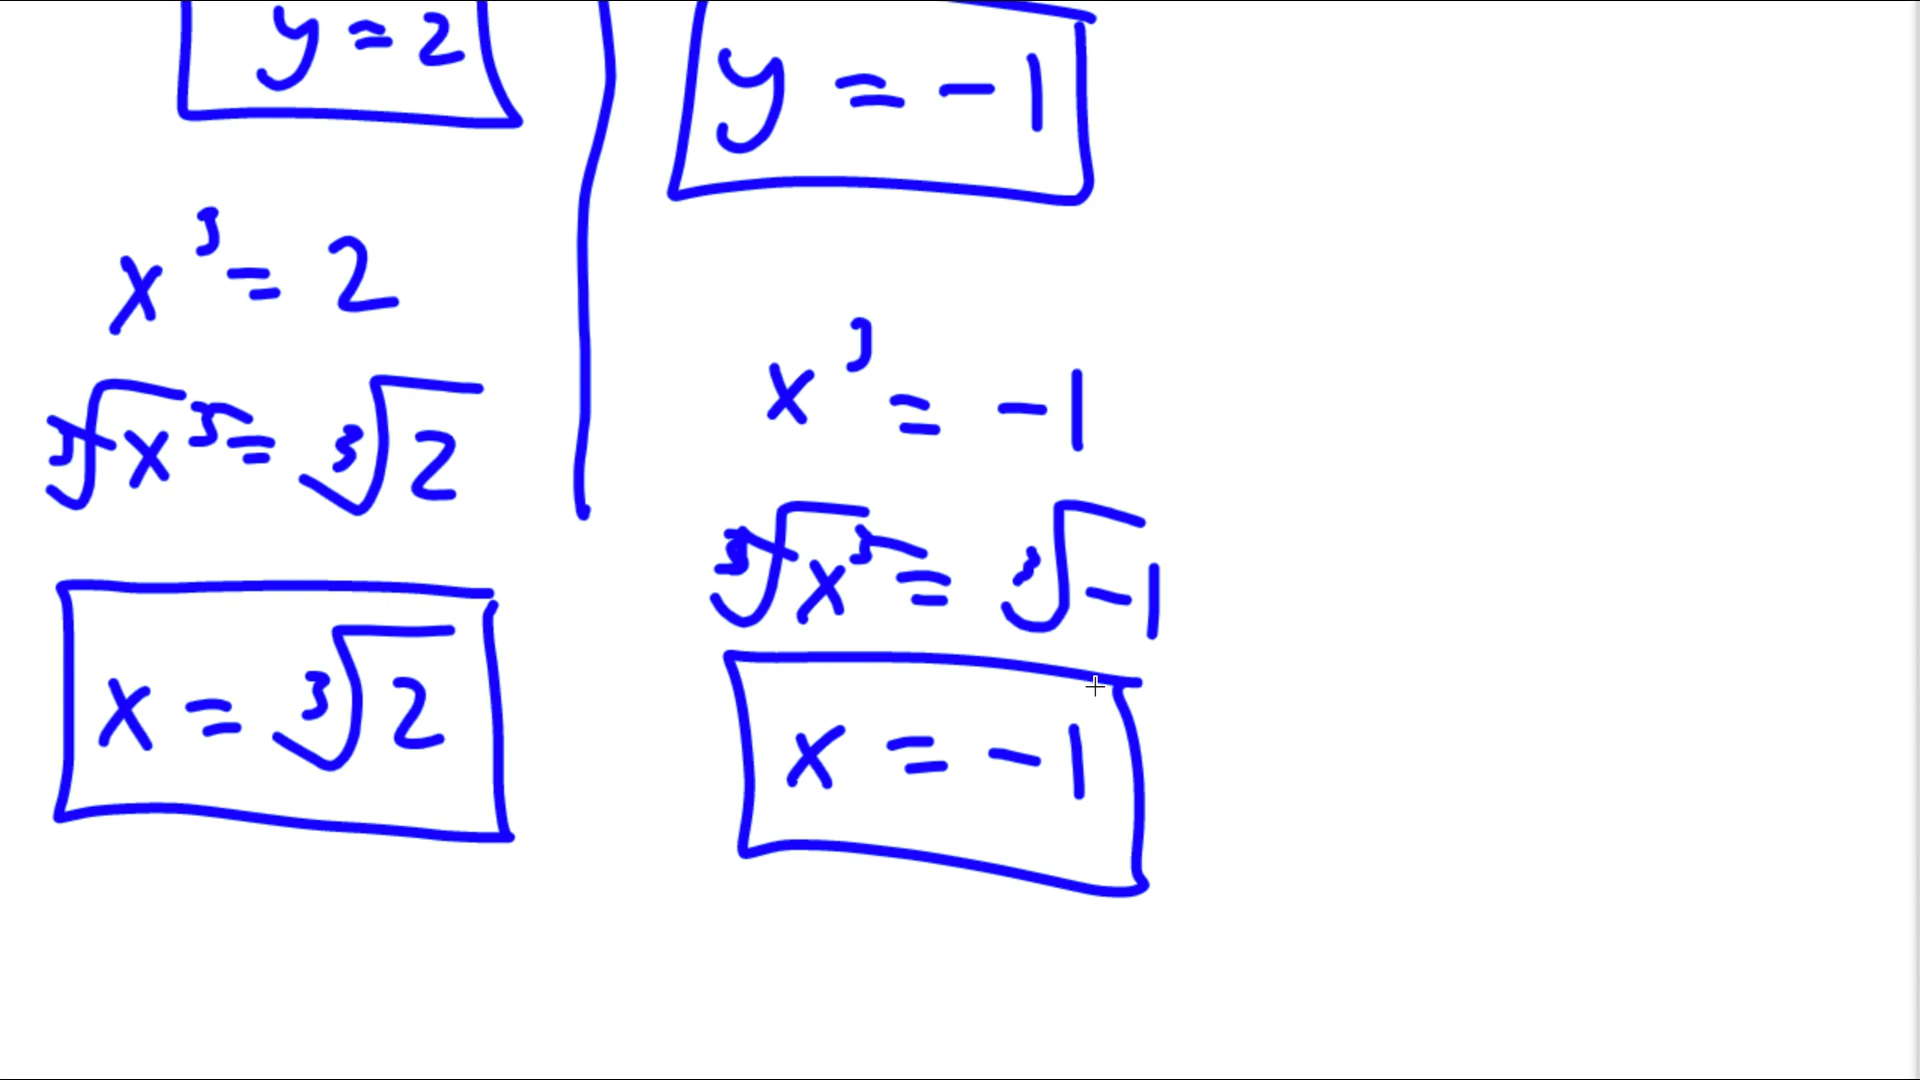 y = 2
x³ = 2
∛x³ = ∛2
x = ∛2
y = -1
x³ = -1
∛x³ = ∛-1
x = -1